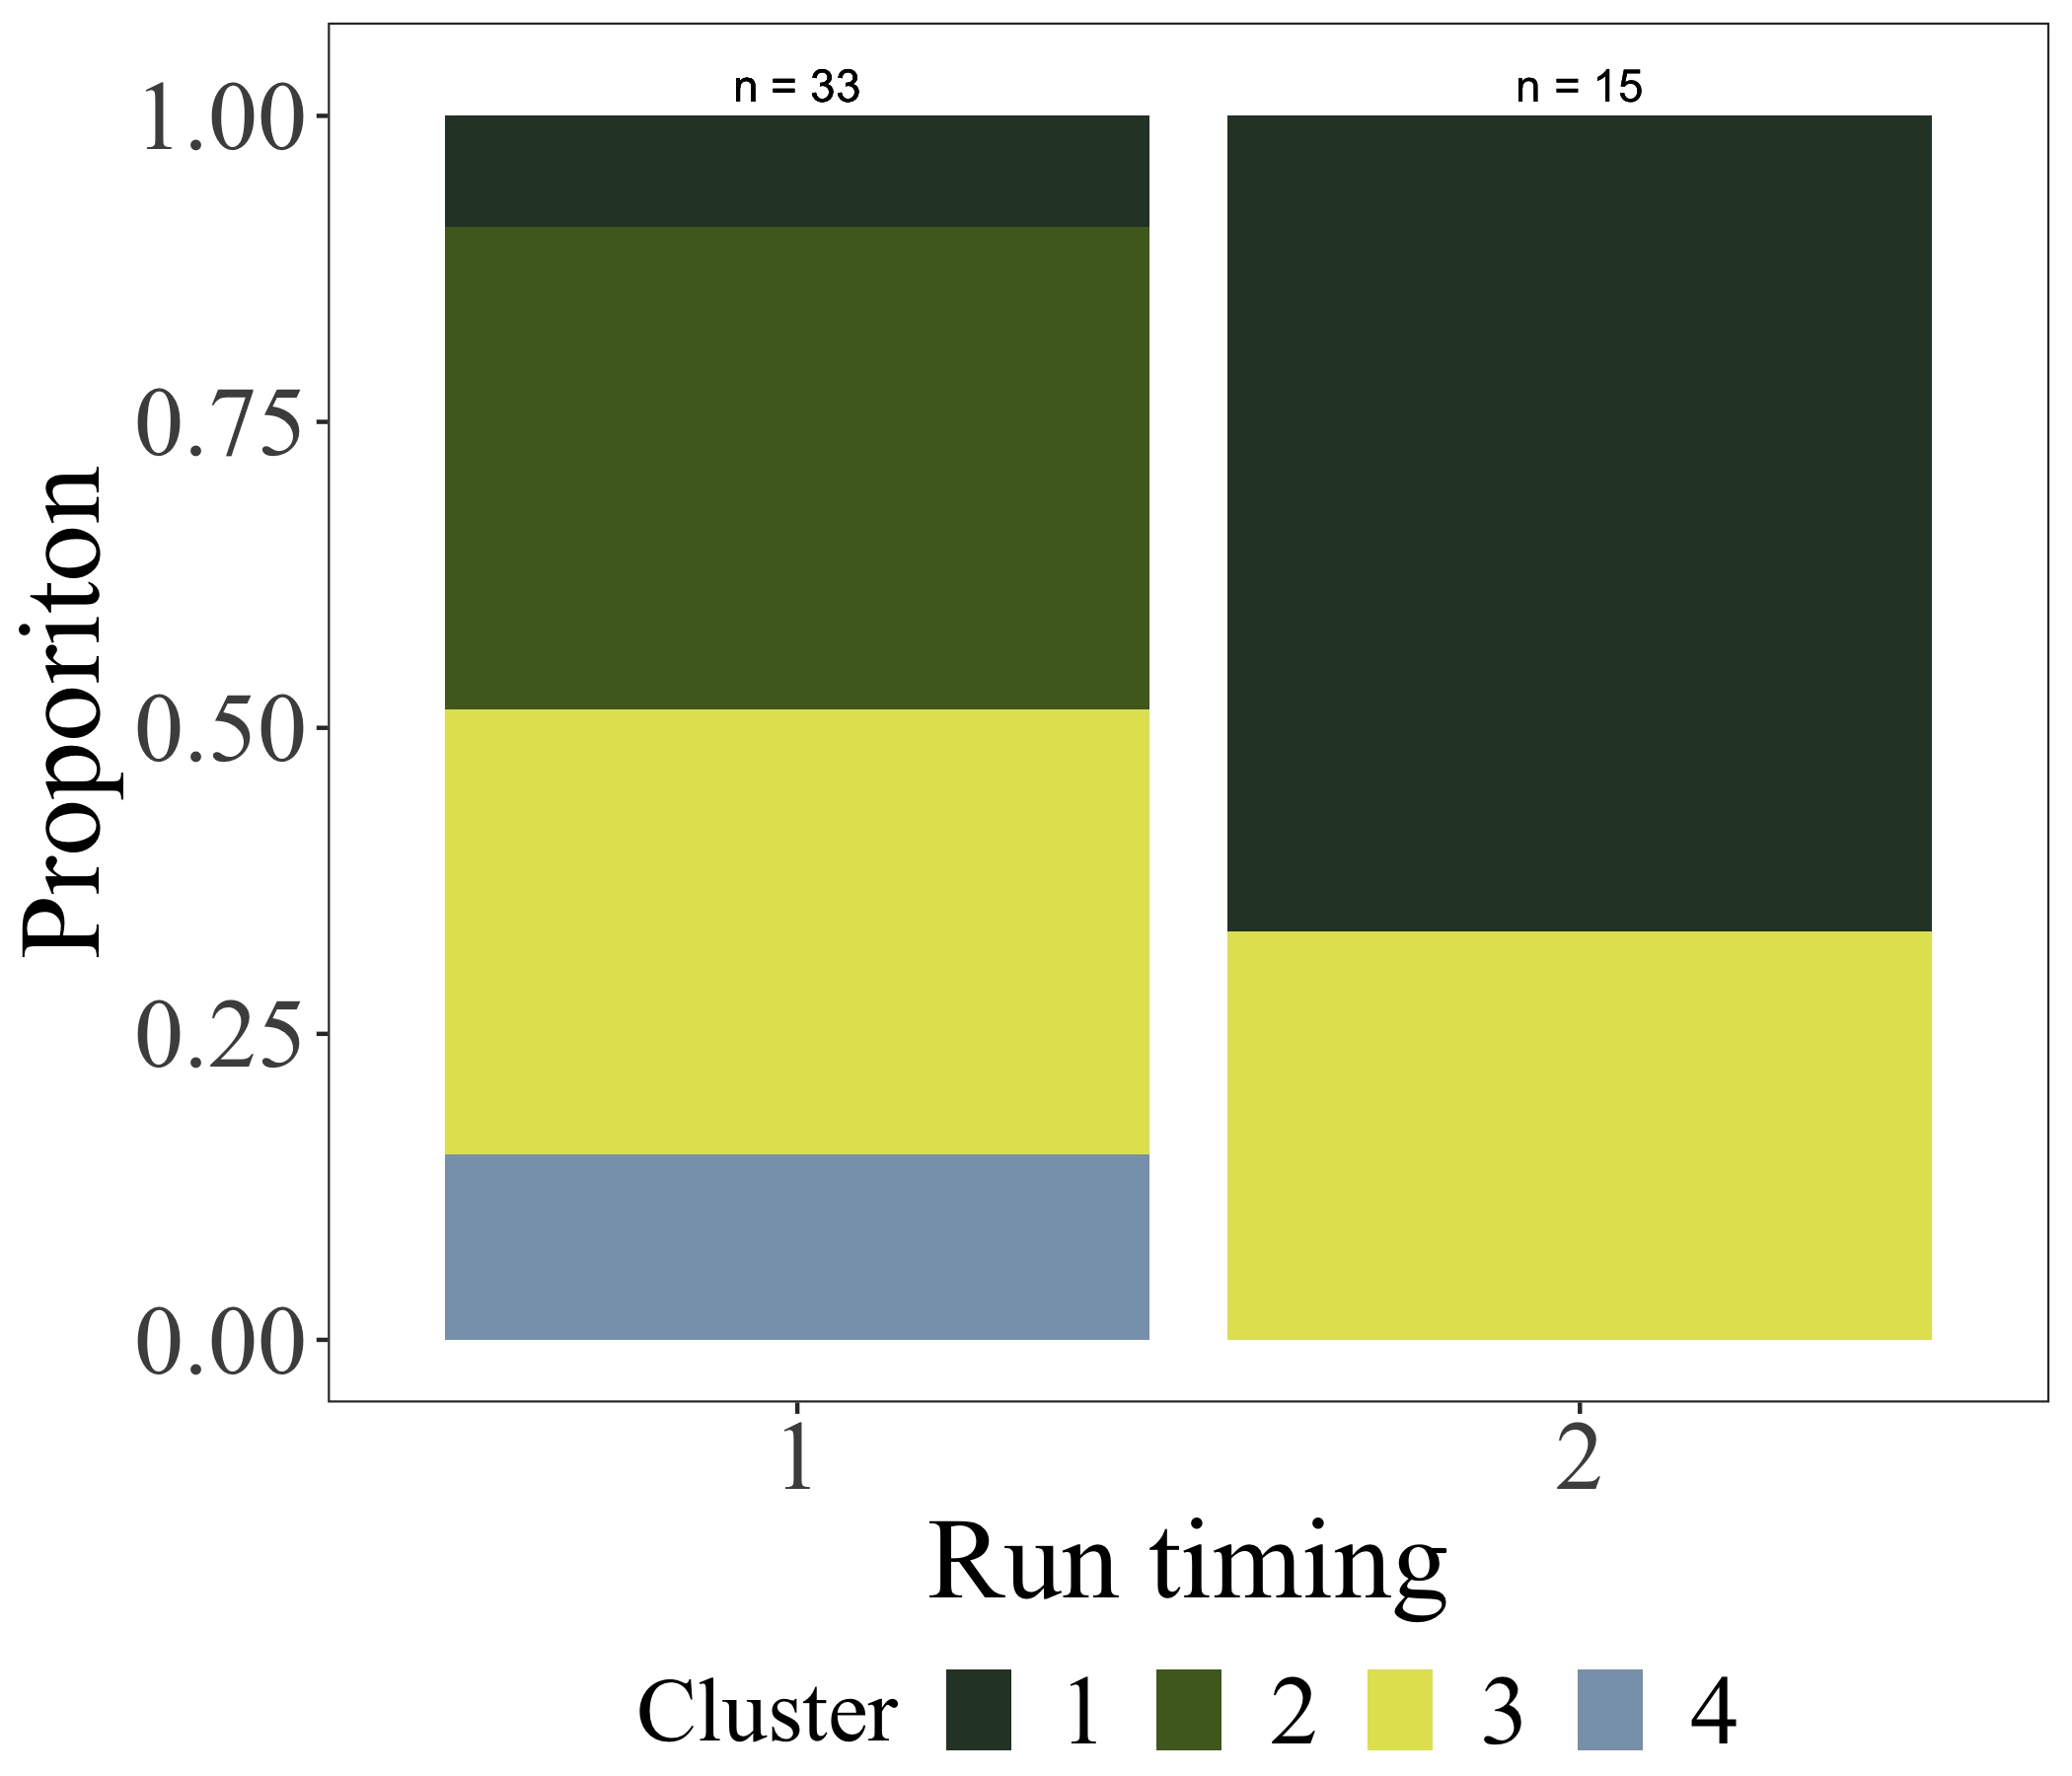 n = 33
n = 15
1.00
0.75
0.50
0.25
0.00
Proporiton
1
2
Run timing
Cluster 1 2 3 4